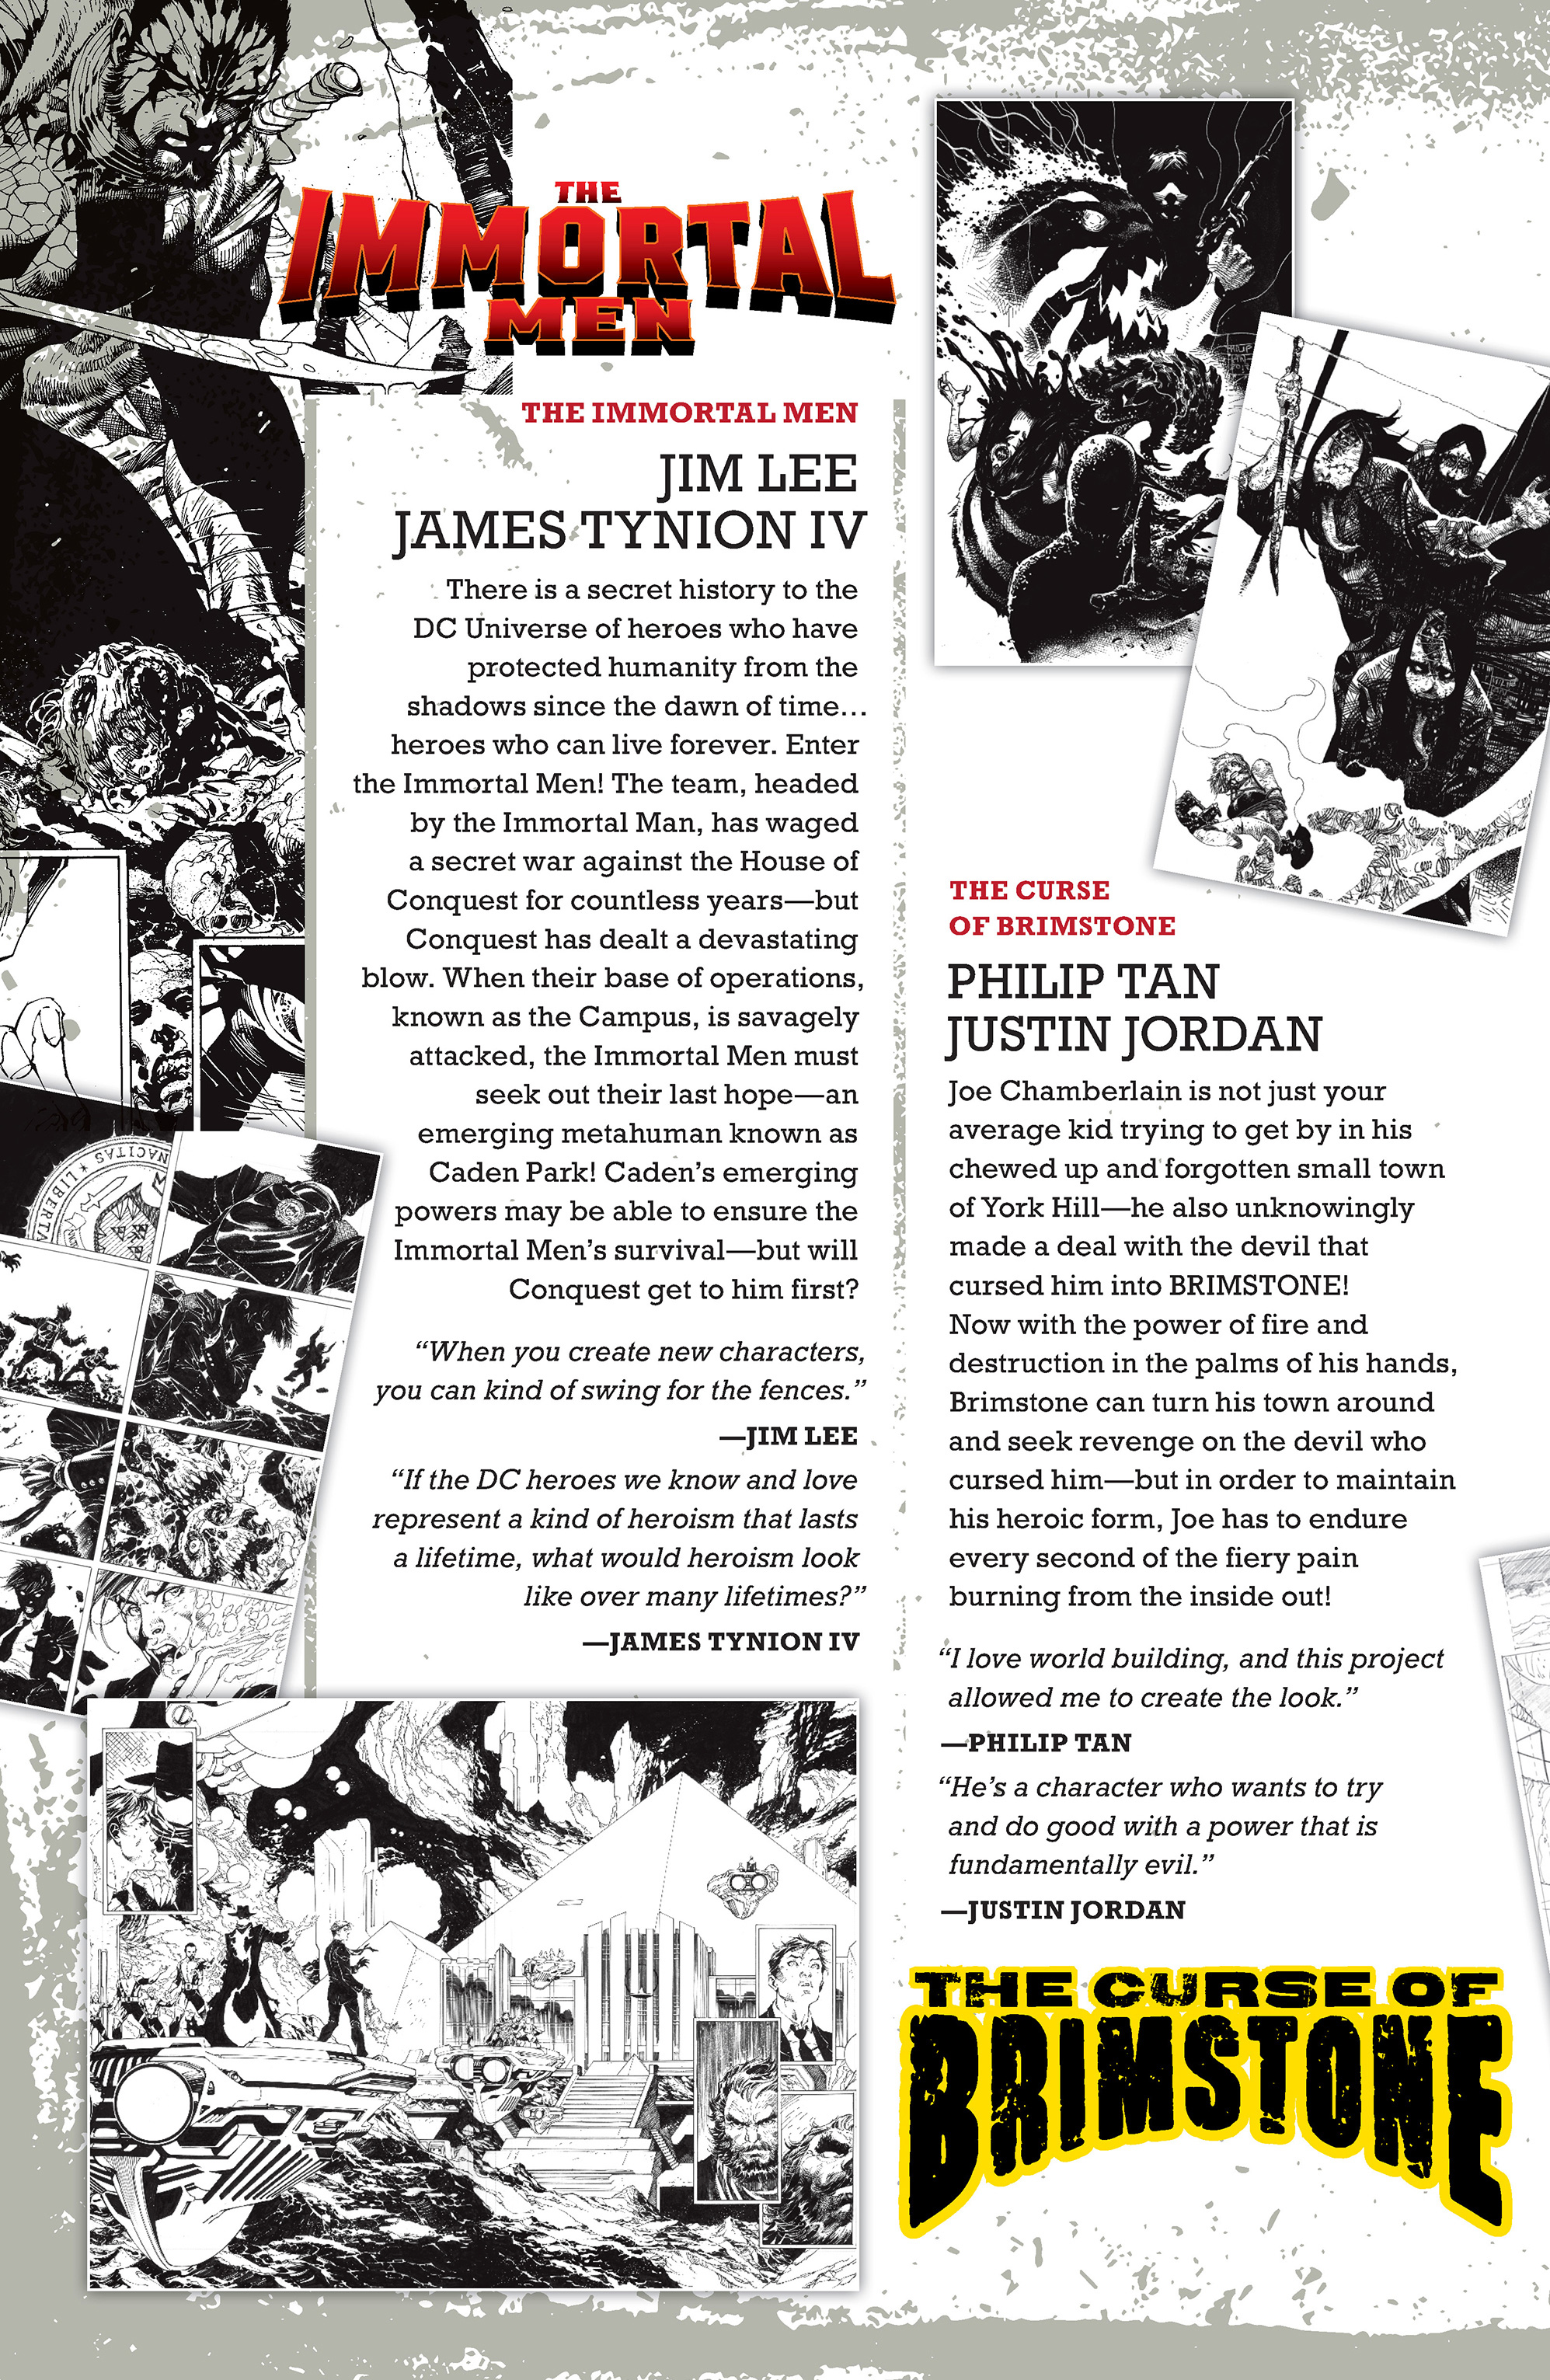 THE
IMMORTAL
MEN
THE IMMORTAL MEN
JIM LEE
JAMES TYNION IV
There is a secret history to the
DC Universe of heroes who have
protected humanity from the
shadows since the dawn of time…
heroes who can live forever. Enter
the Immortal Men! The team, headed
by the Immortal Man, has waged
a secret war against the House of
Conquest for countless years—but
Conquest has dealt a devastating
blow. When their base of operations,
known as the Campus, is savagely
attacked, the Immortal Men must
seek out their last hope—an
emerging metahuman known as
Caden Park! Caden’s emerging
powers may be able to ensure the
Immortal Men’s survival—but will
Conquest get to him first?
“When you create new characters,
you can kind of swing for the fences.”
—JIM LEE
“If the DC heroes we know and love
represent a kind of heroism that lasts
a lifetime, what would heroism look
like over many lifetimes?”
—JAMES TYNION IV
THE CURSE
OF BRIMSTONE
PHILIP TAN
JUSTIN JORDAN
Joe Chamberlain is not just your
average kid trying to get by in his
chewed up and forgotten small town
of York Hill—he also unknowingly
made a deal with the devil that
cursed him into BRIMSTONE!
Now with the power of fire and
destruction in the palms of his hands,
Brimstone can turn his town around
and seek revenge on the devil who
cursed him—but in order to maintain
his heroic form, Joe has to endure
every second of the fiery pain
burning from the inside out!
“I love world building, and this project
allowed me to create the look.”
—PHILIP TAN
“He’s a character who wants to try
and do good with a power that is
fundamentally evil.”
—JUSTIN JORDAN
THE CURSE OF
BRIMSTONE